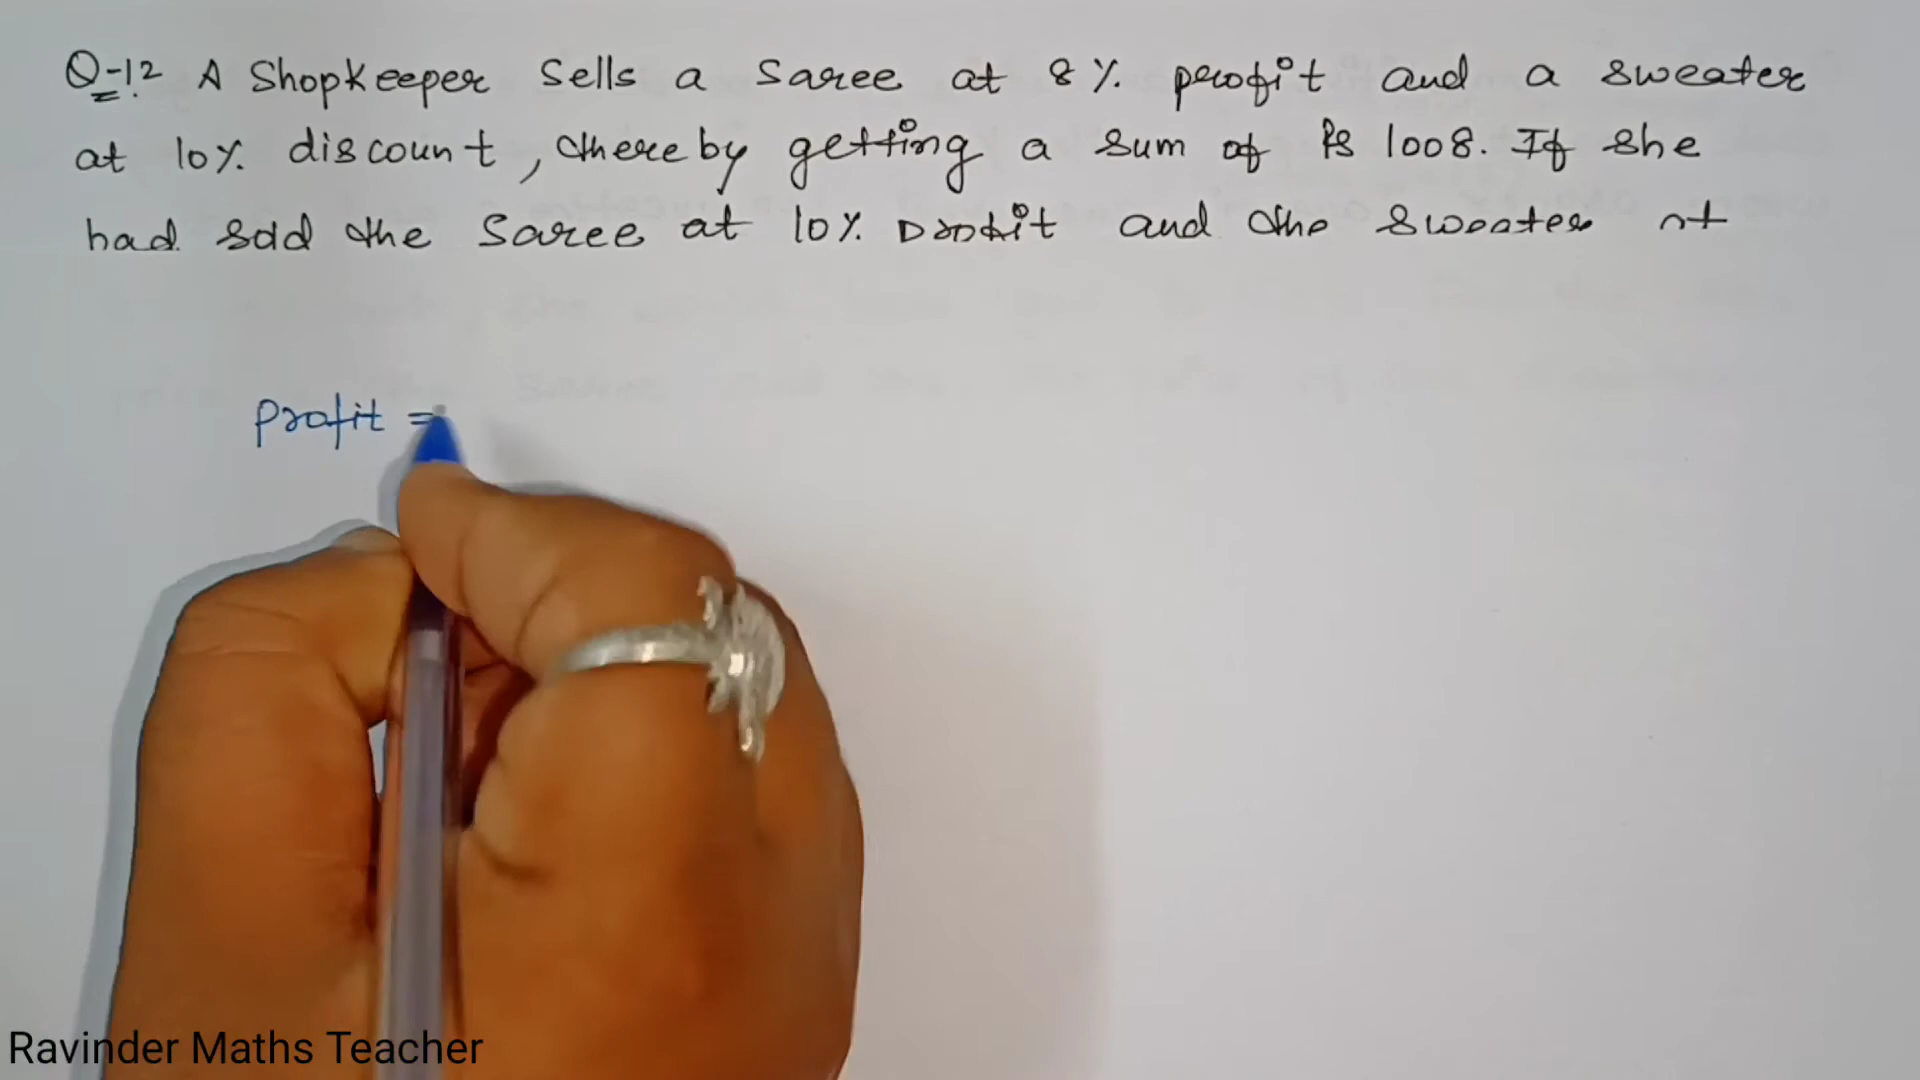 Q-12 A Shopkeeper Sells a Saree at 8% profit and a sweater
at 10% discount, thereby getting a sum of Rs 1008. If she
had sold the Saree at 10% profit and the sweater at
Profit =
Ravinder Maths Teacher